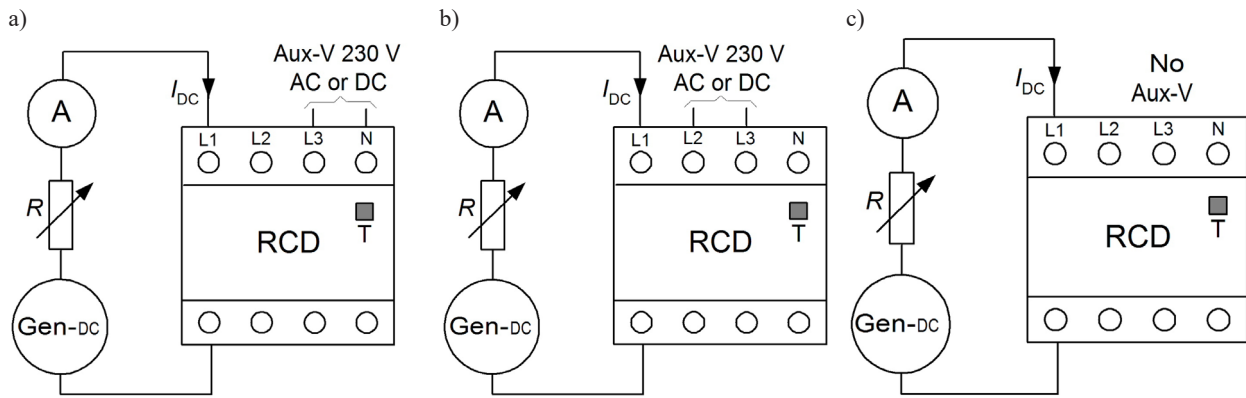 a)
Aux-V 230 V
AC or DC
I_DC
A
L1 L2 L3 N
R
T
RCD
Gen-DC
b)
Aux-V 230 V
AC or DC
I_DC
A
L1 L2 L3 N
R
T
RCD
Gen-DC
c)
No
Aux-V
I_DC
A
L1 L2 L3 N
R
T
RCD
Gen-DC